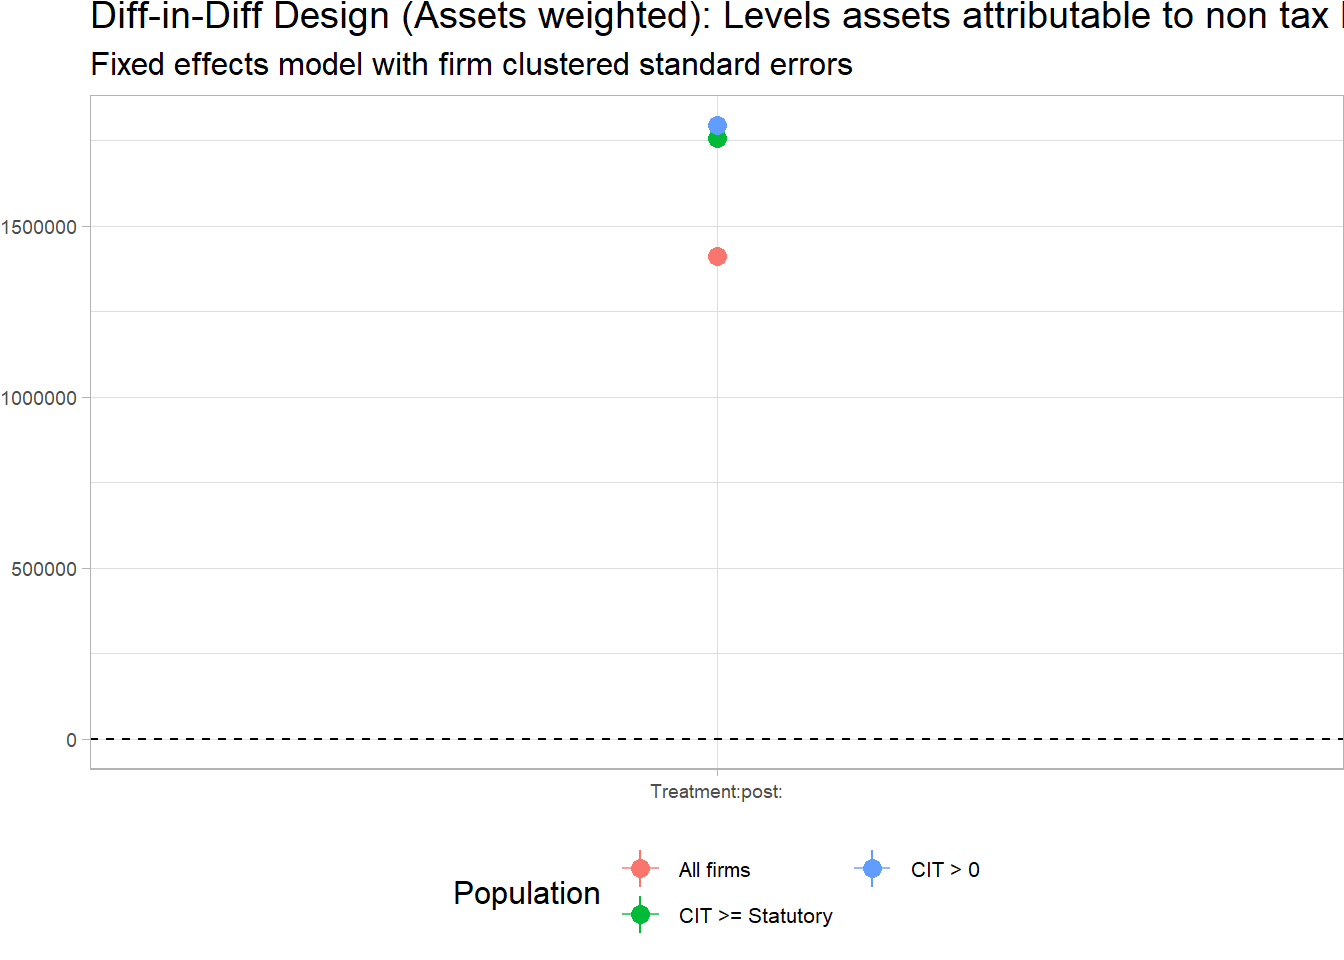 Diff-in-Diff Design (Assets weighted): Levels assets attributable to non tax
Fixed effects model with firm clustered standard errors
1500000
1000000
500000
0
Treatment:post:
Population
All firms
CIT > 0
CIT >= Statutory